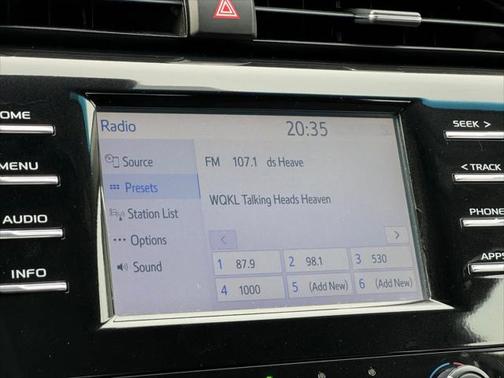 Radio 20:35
Source
FM 107.1 ds Heave
Presets
WQKL Talking Heads Heaven
Station List
Options
Sound
1 87.9 2 98.1 3 530
4 1000 5 (Add New) 6 (Add New)
OME
MENU
AUDIO
INFO
SEEK >
< TRACK
PHONE
APPS